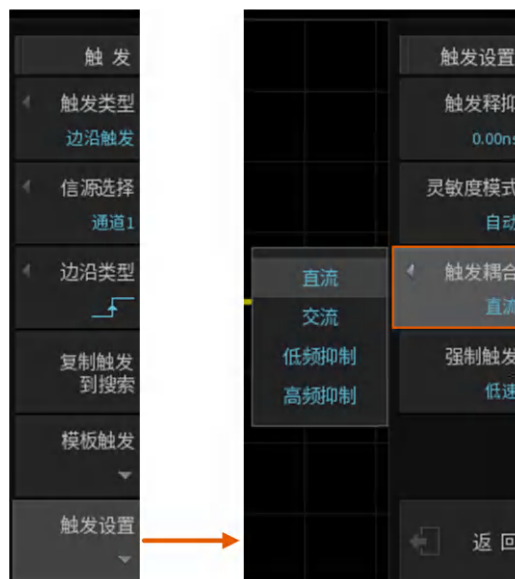 触 发
触发类型
边沿触发
信源选择
通道1
边沿类型
复制触发
到搜索
模板触发
触发设置
直流
交流
低频抑制
高频抑制
触发设置
触发释抑
0.00ns
灵敏度模式
自动
触发耦合
直流
强制触发
低速
返 回